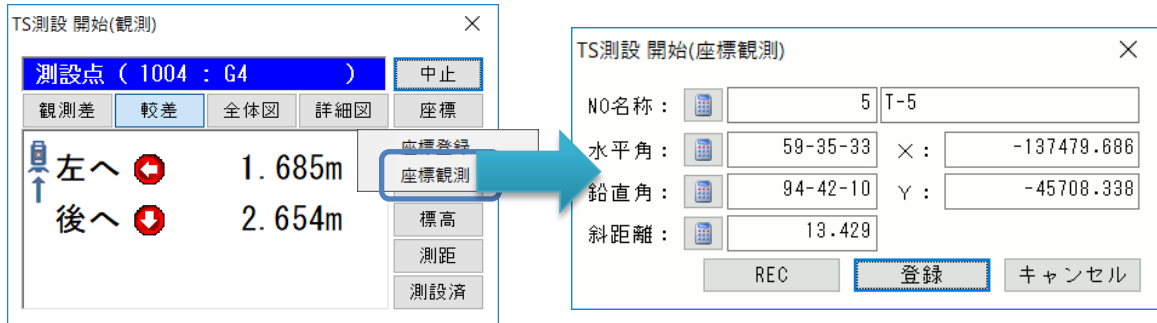 TS測設 開始(観測)
測設点 ( 1004 : G4 )
中止
観測差 較差 全体図 詳細図 座標
座標登録
座標観測
左へ 1.685m
後へ 2.654m
標高
測距
測設済
TS測設 開始(座標観測)
NO名称: 5 T-5
水平角: 59-35-33 X: -137479.686
鉛直角: 94-42-10 Y: -45708.338
斜距離: 13.429
REC 登録 キャンセル